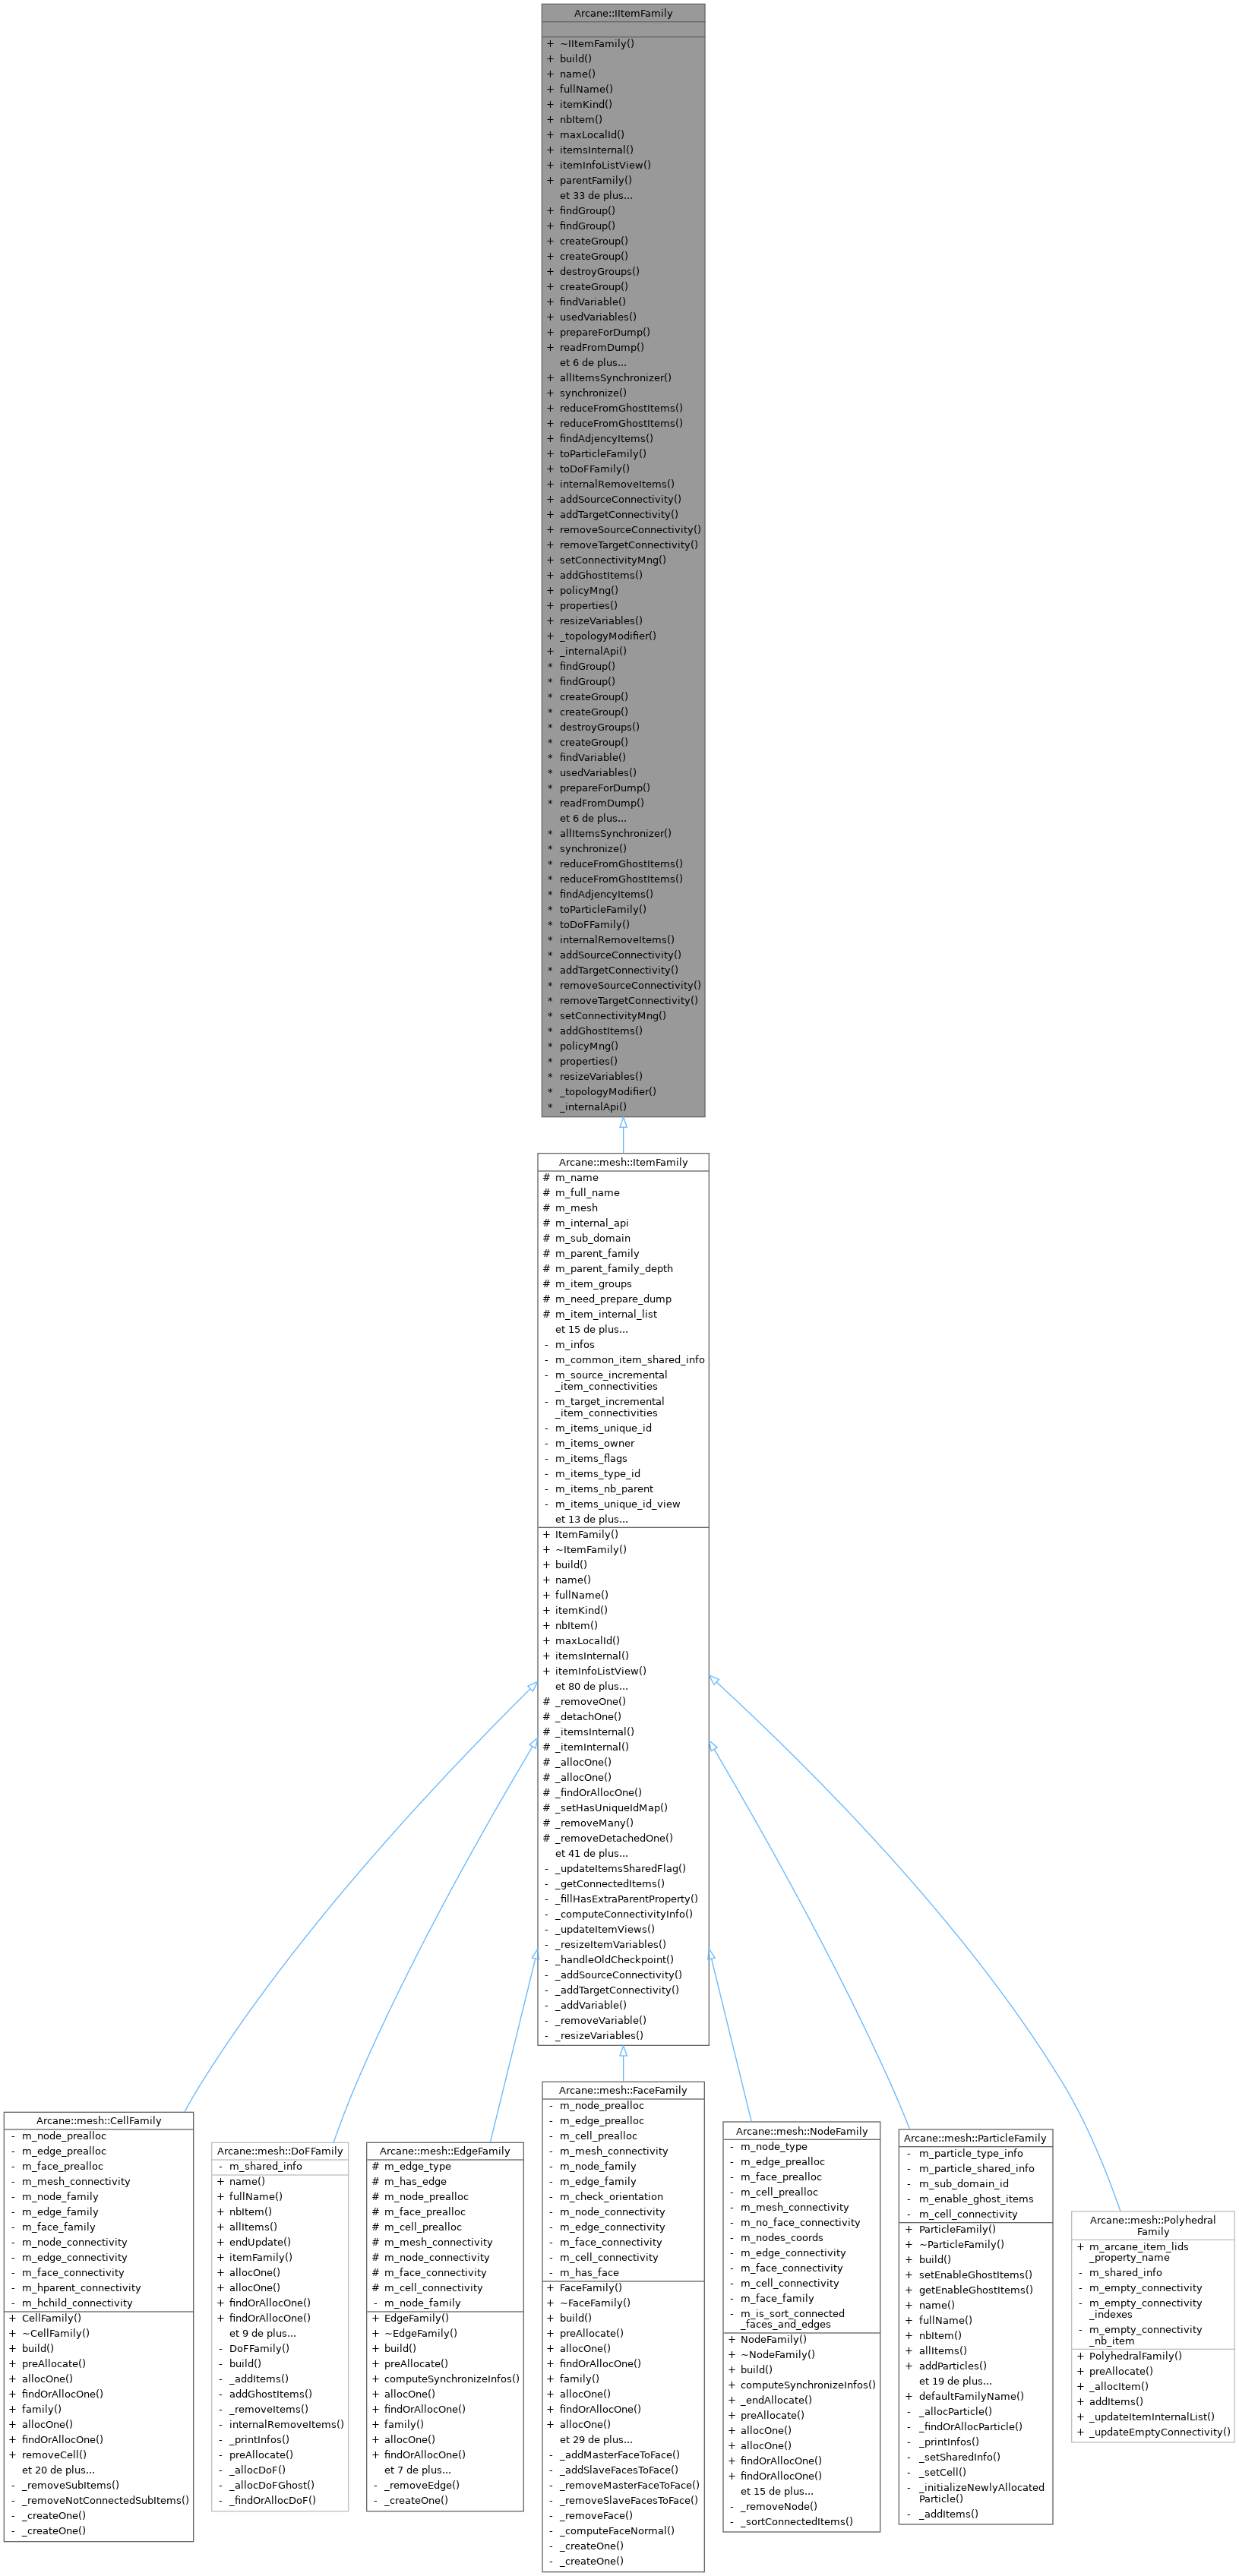 Arcane::IItemFamily
+ ~IItemFamily()
+ build()
+ name()
+ fullName()
+ itemKind()
+ nbItem()
+ maxLocalId()
+ itemsInternal()
+ itemInfoListView()
+ parentFamily()
et 33 de plus...
+ findGroup()
+ findGroup()
+ createGroup()
+ createGroup()
+ destroyGroups()
+ createGroup()
+ findVariable()
+ usedVariables()
+ prepareForDump()
+ readFromDump()
et 6 de plus...
+ allItemsSynchronizer()
+ synchronize()
+ reduceFromGhostItems()
+ reduceFromGhostItems()
+ findAdjencyItems()
+ toParticleFamily()
+ toDoFFamily()
+ internalRemoveItems()
+ addSourceConnectivity()
+ addTargetConnectivity()
+ removeSourceConnectivity()
+ removeTargetConnectivity()
+ setConnectivityMng()
+ addGhostItems()
+ policyMng()
+ properties()
+ resizeVariables()
+ _topologyModifier()
+ _internalApi()
* findGroup()
* findGroup()
* createGroup()
* createGroup()
* destroyGroups()
* createGroup()
* findVariable()
* usedVariables()
* prepareForDump()
* readFromDump()
et 6 de plus...
* allItemsSynchronizer()
* synchronize()
* reduceFromGhostItems()
* reduceFromGhostItems()
* findAdjencyItems()
* toParticleFamily()
* toDoFFamily()
* internalRemoveItems()
* addSourceConnectivity()
* addTargetConnectivity()
* removeSourceConnectivity()
* removeTargetConnectivity()
* setConnectivityMng()
* addGhostItems()
* policyMng()
* properties()
* resizeVariables()
* _topologyModifier()
* _internalApi()
Arcane::mesh::ItemFamily
# m_name
# m_full_name
# m_mesh
# m_internal_api
# m_sub_domain
# m_parent_family
# m_parent_family_depth
# m_item_groups
# m_need_prepare_dump
# m_item_internal_list
et 15 de plus...
- m_infos
- m_common_item_shared_info
- m_source_incremental
_item_connectivities
- m_target_incremental
_item_connectivities
- m_items_unique_id
- m_items_owner
- m_items_flags
- m_items_type_id
- m_items_nb_parent
- m_items_unique_id_view
et 13 de plus...
+ ItemFamily()
+ ~ItemFamily()
+ build()
+ name()
+ fullName()
+ itemKind()
+ nbItem()
+ maxLocalId()
+ itemsInternal()
+ itemInfoListView()
et 80 de plus...
# _removeOne()
# _detachOne()
# _itemsInternal()
# _itemInternal()
# _allocOne()
# _allocOne()
# _findOrAllocOne()
# _setHasUniqueIdMap()
# _removeMany()
# _removeDetachedOne()
et 41 de plus...
- _updateItemsSharedFlag()
- _getConnectedItems()
- _fillHasExtraParentProperty()
- _computeConnectivityInfo()
- _updateItemViews()
- _resizeItemVariables()
- _handleOldCheckpoint()
- _addSourceConnectivity()
- _addTargetConnectivity()
- _addVariable()
- _removeVariable()
- _resizeVariables()
Arcane::mesh::CellFamily
- m_node_prealloc
- m_edge_prealloc
- m_face_prealloc
- m_mesh_connectivity
- m_node_family
- m_edge_family
- m_face_family
- m_node_connectivity
- m_edge_connectivity
- m_face_connectivity
- m_hparent_connectivity
- m_hchild_connectivity
+ CellFamily()
+ ~CellFamily()
+ build()
+ preAllocate()
+ allocOne()
+ findOrAllocOne()
+ family()
+ allocOne()
+ findOrAllocOne()
+ removeCell()
et 20 de plus...
- _removeSubItems()
- _removeNotConnectedSubItems()
- _createOne()
- _createOne()
Arcane::mesh::DoFFamily
- m_shared_info
+ name()
+ fullName()
+ nbItem()
+ allItems()
+ endUpdate()
+ itemFamily()
+ allocOne()
+ allocOne()
+ findOrAllocOne()
+ findOrAllocOne()
et 9 de plus...
- DoFFamily()
- build()
- _addItems()
- addGhostItems()
- _removeItems()
- internalRemoveItems()
- _printInfos()
- preAllocate()
- _allocDoF()
- _allocDoFGhost()
- _findOrAllocDoF()
Arcane::mesh::EdgeFamily
# m_edge_type
# m_has_edge
# m_node_prealloc
# m_face_prealloc
# m_cell_prealloc
# m_mesh_connectivity
# m_node_connectivity
# m_face_connectivity
# m_cell_connectivity
- m_node_family
+ EdgeFamily()
+ ~EdgeFamily()
+ build()
+ preAllocate()
+ computeSynchronizeInfos()
+ allocOne()
+ findOrAllocOne()
+ family()
+ allocOne()
+ findOrAllocOne()
et 7 de plus...
- _removeEdge()
- _createOne()
Arcane::mesh::FaceFamily
- m_node_prealloc
- m_edge_prealloc
- m_cell_prealloc
- m_mesh_connectivity
- m_node_family
- m_edge_family
- m_check_orientation
- m_node_connectivity
- m_edge_connectivity
- m_face_connectivity
- m_cell_connectivity
- m_has_face
+ FaceFamily()
+ ~FaceFamily()
+ build()
+ preAllocate()
+ allocOne()
+ findOrAllocOne()
+ family()
+ allocOne()
+ findOrAllocOne()
+ allocOne()
et 29 de plus...
- _addMasterFaceToFace()
- _addSlaveFacesToFace()
- _removeMasterFaceToFace()
- _removeSlaveFacesToFace()
- _removeFace()
- _computeFaceNormal()
- _createOne()
- _createOne()
Arcane::mesh::NodeFamily
- m_node_type
- m_edge_prealloc
- m_face_prealloc
- m_cell_prealloc
- m_mesh_connectivity
- m_no_face_connectivity
- m_nodes_coords
- m_edge_connectivity
- m_face_connectivity
- m_cell_connectivity
- m_face_family
- m_is_sort_connected
_faces_and_edges
+ NodeFamily()
+ ~NodeFamily()
+ build()
+ computeSynchronizeInfos()
+ _endAllocate()
+ preAllocate()
+ allocOne()
+ allocOne()
+ findOrAllocOne()
+ findOrAllocOne()
et 15 de plus...
- _removeNode()
- _sortConnectedItems()
Arcane::mesh::ParticleFamily
- m_particle_type_info
- m_particle_shared_info
- m_sub_domain_id
- m_enable_ghost_items
- m_cell_connectivity
+ ParticleFamily()
+ ~ParticleFamily()
+ build()
+ setEnableGhostItems()
+ getEnableGhostItems()
+ name()
+ fullName()
+ nbItem()
+ allItems()
+ addParticles()
et 19 de plus...
+ defaultFamilyName()
- _allocParticle()
- _findOrAllocParticle()
- _printInfos()
- _setSharedInfo()
- _setCell()
- _initializeNewlyAllocated
Particle()
- _addItems()
Arcane::mesh::Polyhedral
Family
+ m_arcane_item_lids
_property_name
- m_shared_info
- m_empty_connectivity
- m_empty_connectivity
_indexes
- m_empty_connectivity
_nb_item
+ PolyhedralFamily()
+ preAllocate()
+ _allocItem()
+ addItems()
+ _updateItemInternalList()
+ _updateEmptyConnectivity()